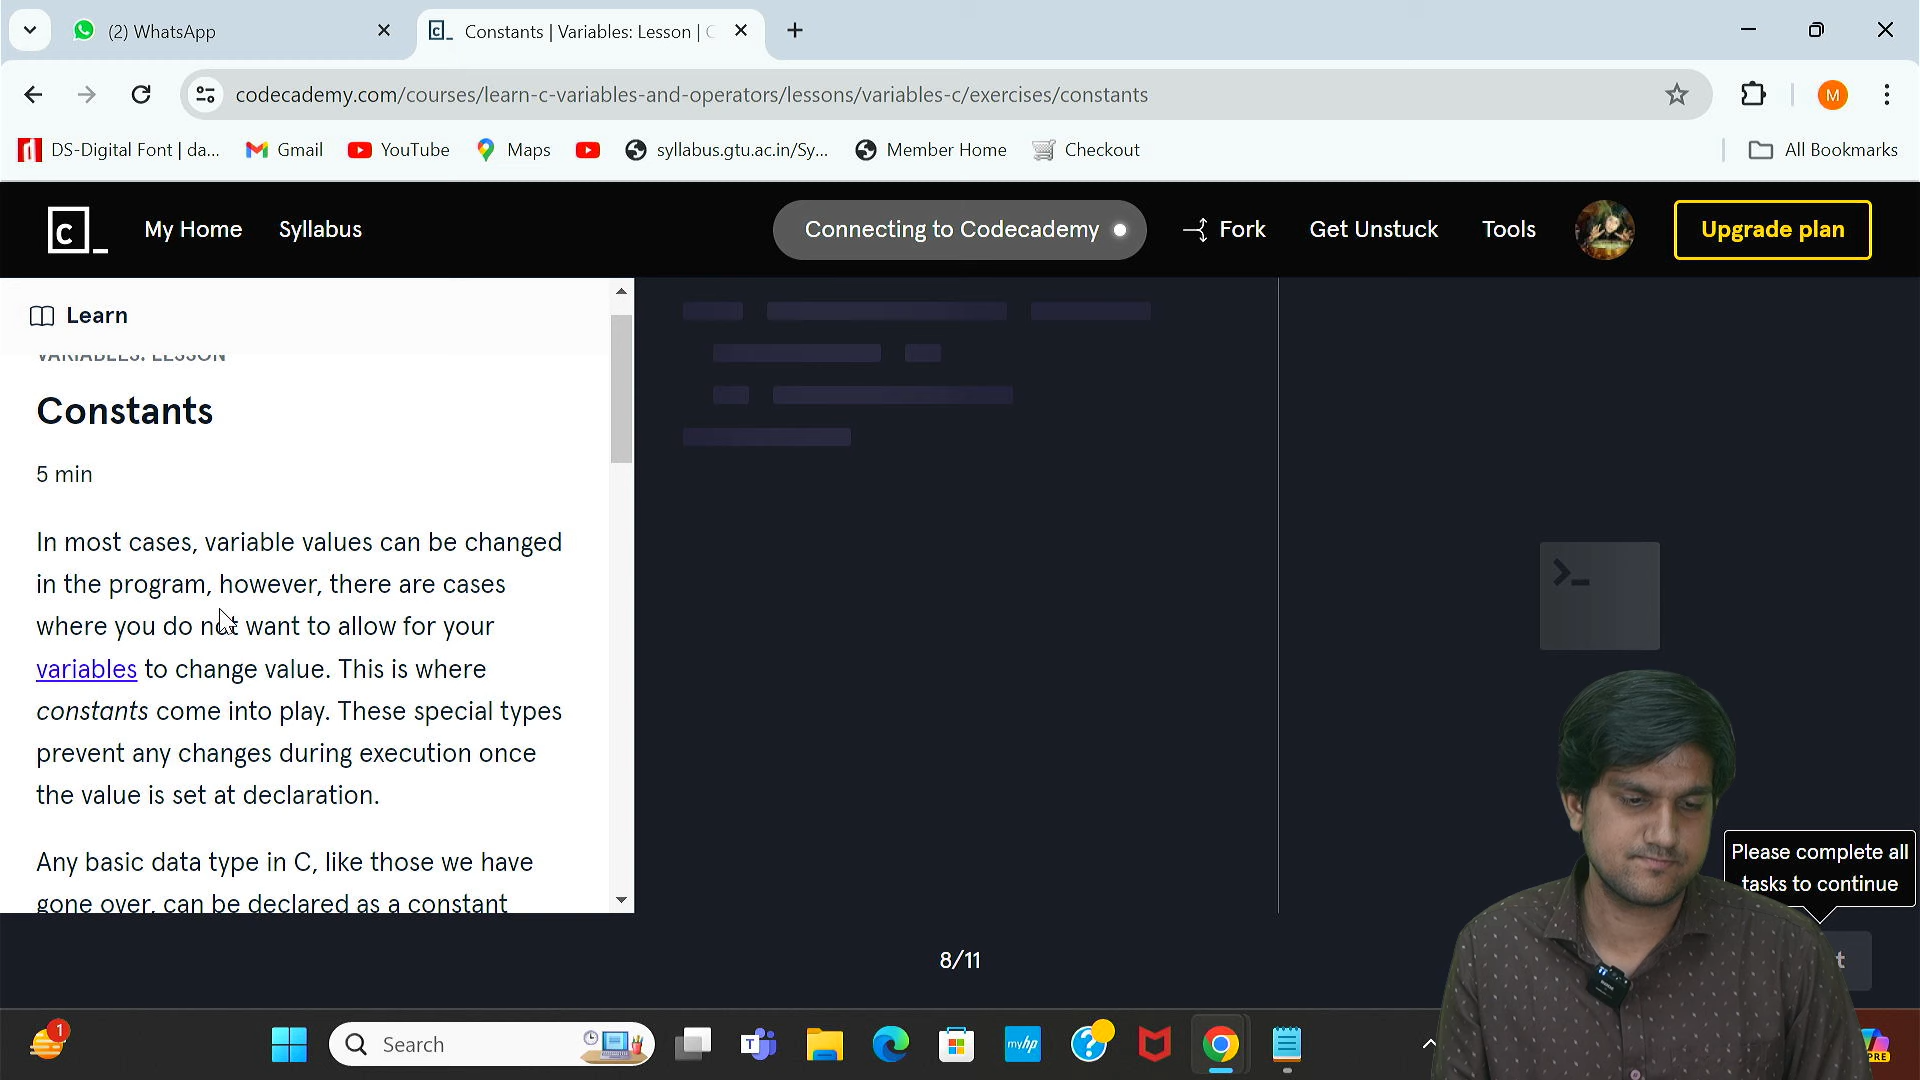 (2) WhatsApp
Constants | Variables: Lesson | C
codecademy.com/courses/learn-c-variables-and-operators/lessons/variables-c/exercises/constants
M
DS-Digital Font | da...
Gmail
YouTube
Maps
syllabus.gtu.ac.in/Sy...
Member Home
Checkout
All Bookmarks
My Home
Syllabus
Connecting to Codecademy
Fork
Get Unstuck
Tools
Upgrade plan
Learn
VARIABLES: LESSON
Constants
5 min
In most cases, variable values can be changed
in the program, however, there are cases
where you do not want to allow for your
variables to change value. This is where
constants come into play. These special types
prevent any changes during execution once
the value is set at declaration.
Any basic data type in C, like those we have
gone over, can be declared as a constant
Please complete all
tasks to continue
8/11
t
1
Search
myhp
PRE